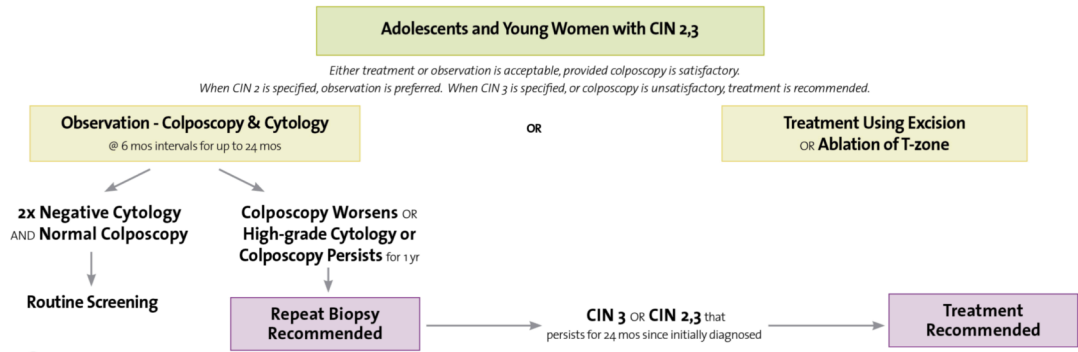 Adolescents and Young Women with CIN 2,3
Either treatment or observation is acceptable, provided colposcopy is satisfactory.
When CIN 2 is specified, observation is preferred. When CIN 3 is specified, or colposcopy is unsatisfactory, treatment is recommended.
Observation - Colposcopy & Cytology
@ 6 mos intervals for up to 24 mos
OR
Treatment Using Excision
OR Ablation of T-zone
2x Negative Cytology
AND Normal Colposcopy
Routine Screening
Colposcopy Worsens OR
High-grade Cytology or
Colposcopy Persists for 1 yr
Repeat Biopsy
Recommended
CIN 3 OR CIN 2,3 that
persists for 24 mos since initially diagnosed
Treatment
Recommended